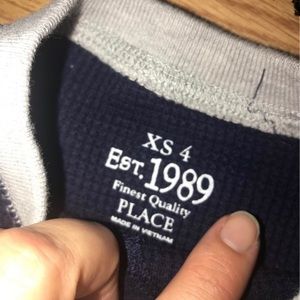 XS 4
EST. 1989
Finest Quality
PLACE
MADE IN VIETNAM